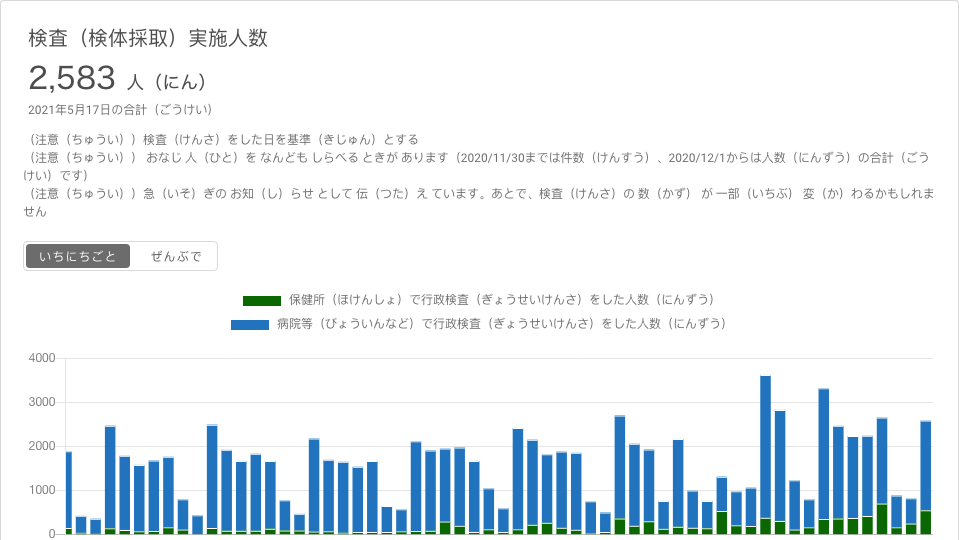 検査（検体採取）実施人数
2,583 人（にん）
2021年5月17日の合計（ごうけい）
（注意（ちゅうい））検査（けんさ）をした日を基準（きじゅん）とする
（注意（ちゅうい）） おなじ 人（ひと）を なんども しらべる ときが あります（2020/11/30までは件数（けんすう）、2020/12/1からは人数（にんずう）の合計（ごう
けい）です）
（注意（ちゅうい））急（いそ）ぎの お知（し）らせ として 伝（つた）え ています。あとで、検査（けんさ）の 数（かず） が 一部（いちぶ） 変（か）わるかもしれま
せん
いちにちごと ぜんぶで
保健所（ほけんしょ）で行政検査（ぎょうせいけんさ）をした人数（にんずう）
病院等（びょういんなど）で行政検査（ぎょうせいけんさ）をした人数（にんずう）
4000
3000
2000
1000
0